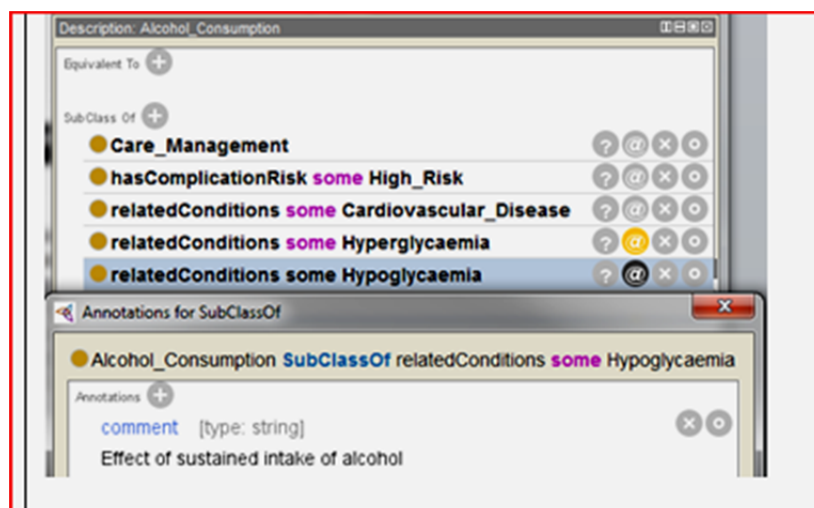 Description: Alcohol_Consumption
Equivalent To
SubClass Of
Care_Management
hasComplicationRisk some High_Risk
relatedConditions some Cardiovascular_Disease
relatedConditions some Hyperglycaemia
relatedConditions some Hypoglycaemia
Annotations for SubClassOf
Alcohol_Consumption SubClassOf relatedConditions some Hypoglycaemia
Annotations
comment [type: string]
Effect of sustained intake of alcohol